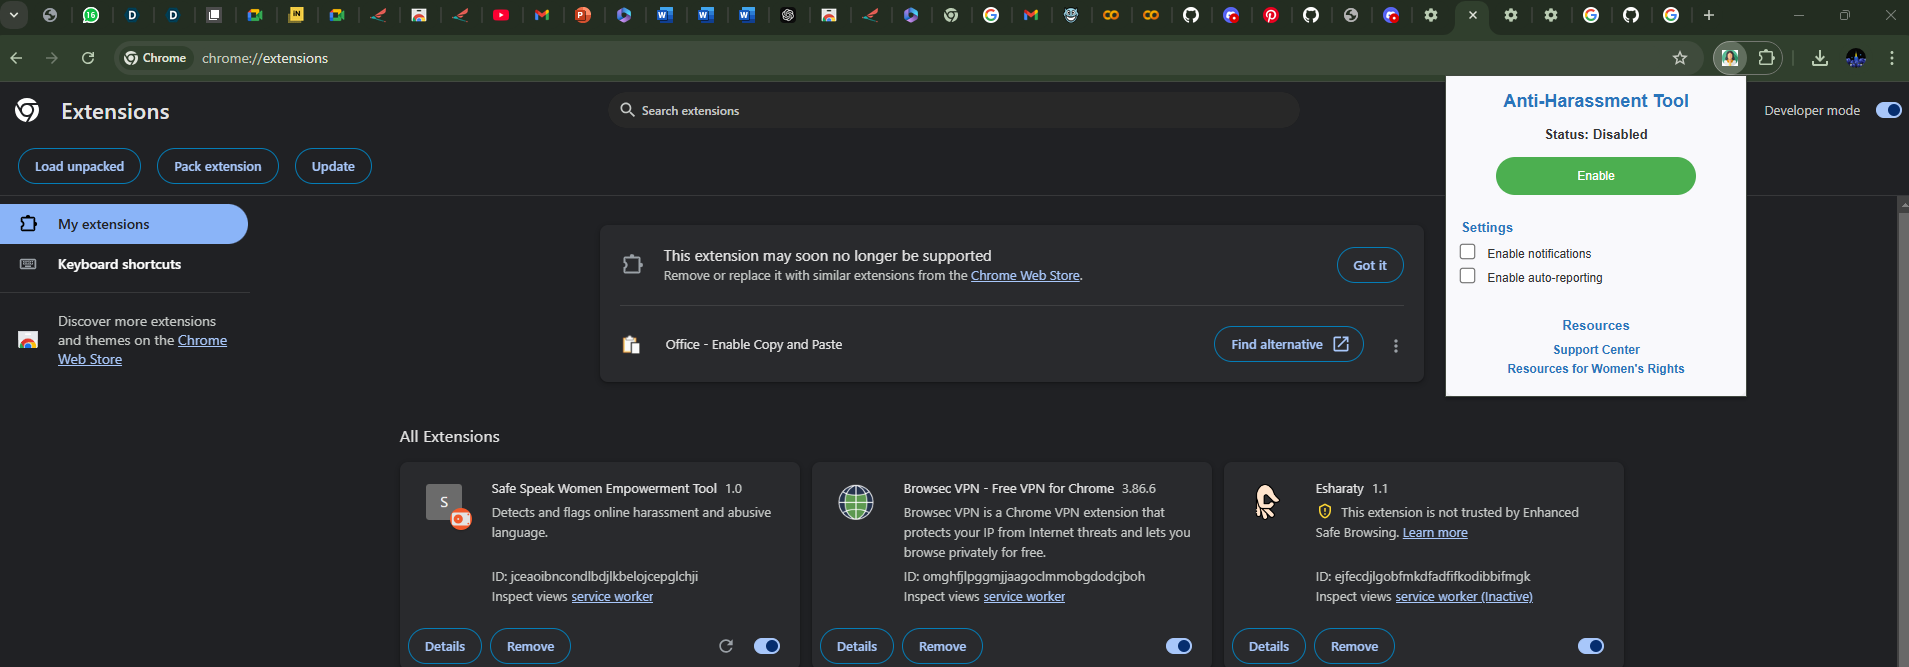 16
D
D
IN
Chrome
chrome://extensions
Extensions
Search extensions
Developer mode
Load unpacked
Pack extension
Update
My extensions
Keyboard shortcuts
Discover more extensions
and themes on the Chrome
Web Store
This extension may soon no longer be supported
Remove or replace it with similar extensions from the Chrome Web Store.
Got it
Office - Enable Copy and Paste
Find alternative
Anti-Harassment Tool
Status: Disabled
Enable
Settings
Enable notifications
Enable auto-reporting
Resources
Support Center
Resources for Women's Rights
All Extensions
S
Safe Speak Women Empowerment Tool 1.0
Detects and flags online harassment and abusive
language.
ID: jceaoibncondlbdjlkbelojcepglchji
Inspect views service worker
Details
Remove
Browsec VPN - Free VPN for Chrome 3.86.6
Browsec VPN is a Chrome VPN extension that
protects your IP from Internet threats and lets you
browse privately for free.
ID: omghfjlpggmjjaagoclmmobgdodcjboh
Inspect views service worker
Details
Remove
Esharaty 1.1
This extension is not trusted by Enhanced
Safe Browsing. Learn more
ID: ejfecdjlgobfmkdfadfifkodibbifmgk
Inspect views service worker (Inactive)
Details
Remove